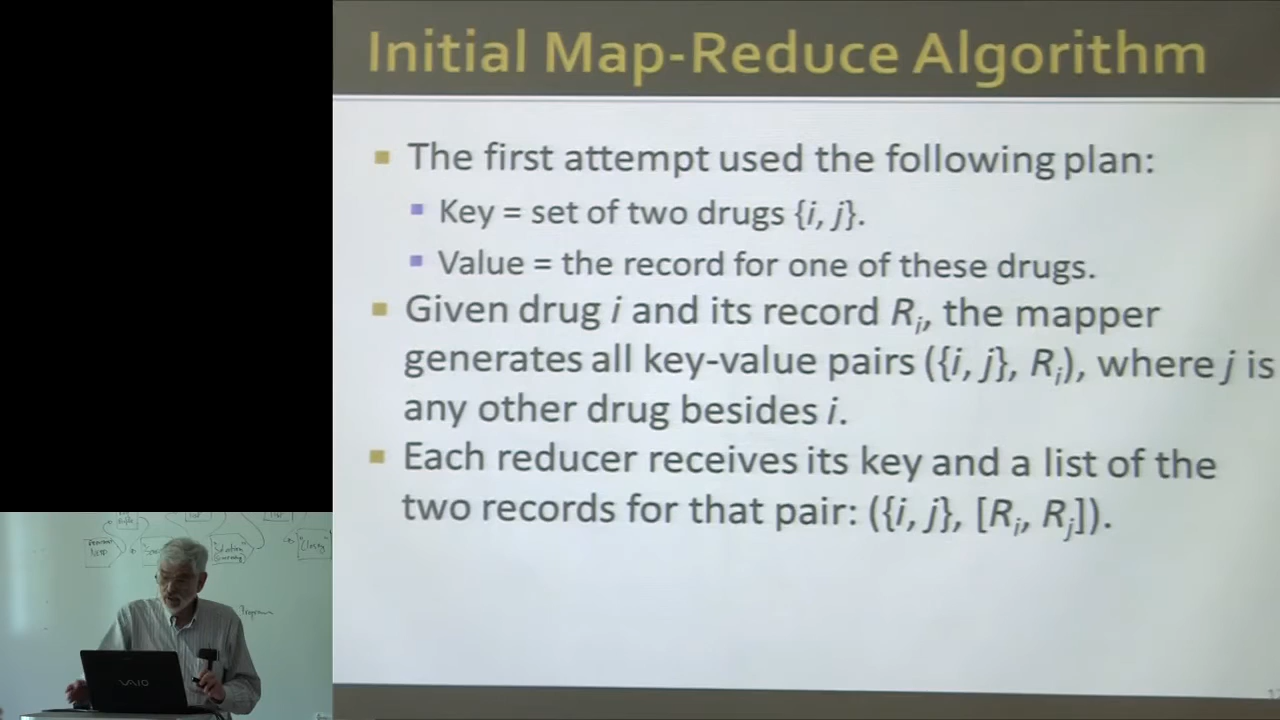 Initial Map-Reduce Algorithm
The first attempt used the following plan:
Key = set of two drugs {i, j}.
Value = the record for one of these drugs.
Given drug i and its record Rᵢ, the mapper
generates all key-value pairs ({i, j}, Rᵢ), where j is
any other drug besides i.
Each reducer receives its key and a list of the
two records for that pair: ({i, j}, [Rᵢ, Rⱼ]).
VAIO
"Closing"